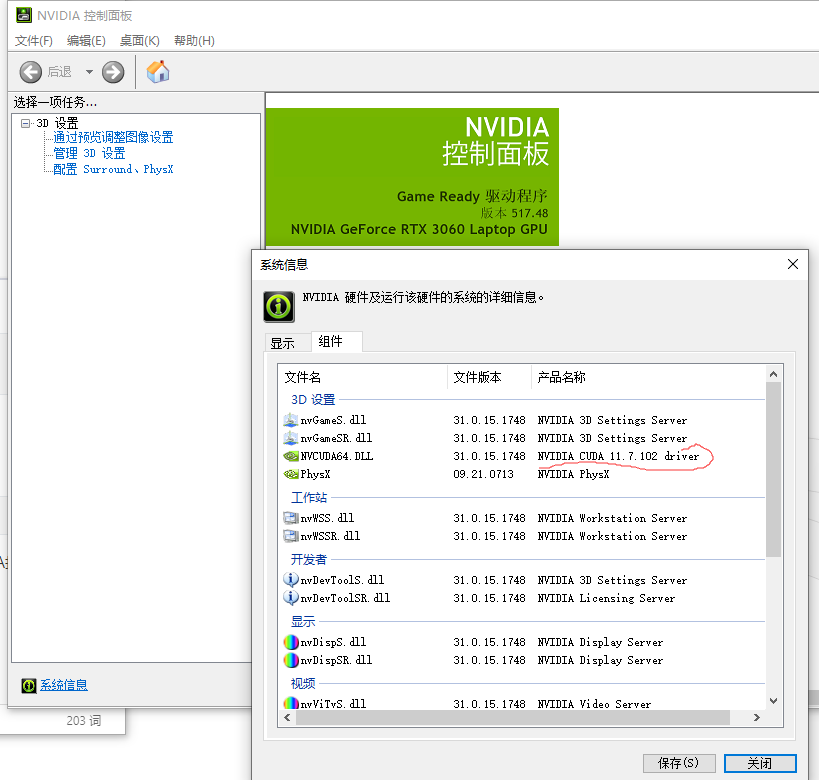 NVIDIA 控制面板
文件(F) 编辑(E) 桌面(K) 帮助(H)
后退
选择一项任务...
3D 设置
通过预览调整图像设置
管理 3D 设置
配置 Surround、PhysX
NVIDIA
控制面板
Game Ready 驱动程序
版本 517.48
NVIDIA GeForce RTX 3060 Laptop GPU
系统信息
NVIDIA 硬件及运行该硬件的系统的详细信息。
显示 组件
文件名 文件版本 产品名称
3D 设置
nvGameS.dll 31.0.15.1748 NVIDIA 3D Settings Server
nvGameSR.dll 31.0.15.1748 NVIDIA 3D Settings Server
NVCUDA64.DLL 31.0.15.1748 NVIDIA CUDA 11.7.102 driver
PhysX 09.21.0713 NVIDIA PhysX
工作站
nvWSS.dll 31.0.15.1748 NVIDIA Workstation Server
nvWSSR.dll 31.0.15.1748 NVIDIA Workstation Server
开发者
nvDevToolS.dll 31.0.15.1748 NVIDIA 3D Settings Server
nvDevToolSR.dll 31.0.15.1748 NVIDIA Licensing Server
显示
nvDispS.dll 31.0.15.1748 NVIDIA Display Server
nvDispSR.dll 31.0.15.1748 NVIDIA Display Server
视频
nvViTvS.dll 31.0.15.1748 NVIDIA Video Server
系统信息
203 词
保存(S) 关闭